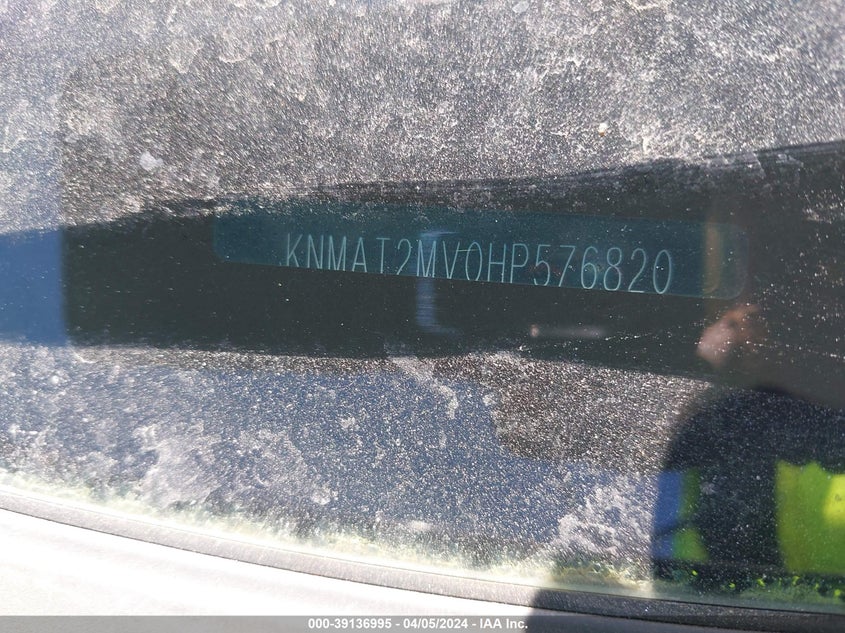 KNMAT2MV0HP576820
000-39136995 - 04/05/2024 - IAA Inc.